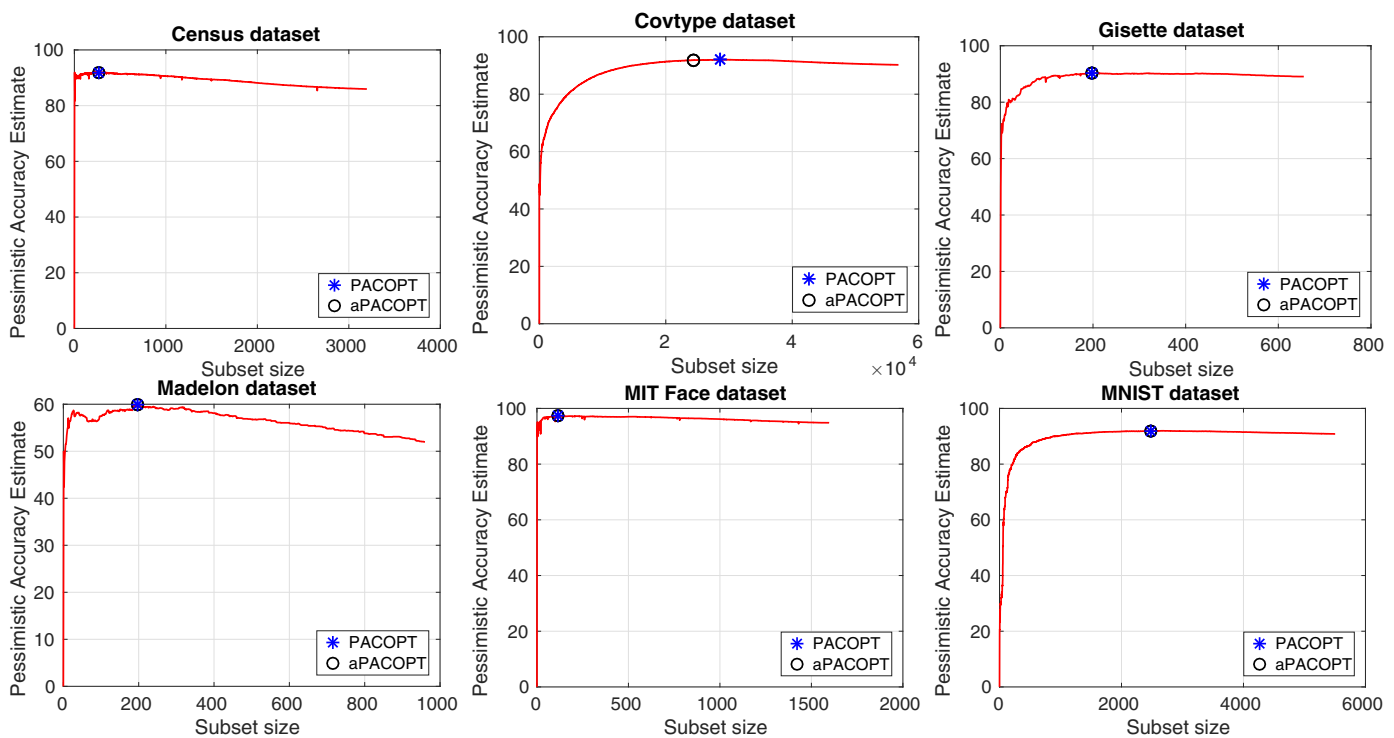 Census dataset
Pessimistic Accuracy Estimate
100
80
60
40
20
0
0 1000 2000 3000 4000
Subset size
PACOPT
aPACOPT
Covtype dataset
Pessimistic Accuracy Estimate
100
80
60
40
20
0
0 2 4 6
×10⁴
Subset size
PACOPT
aPACOPT
Gisette dataset
Pessimistic Accuracy Estimate
100
80
60
40
20
0
0 200 400 600 800
Subset size
PACOPT
aPACOPT
Madelon dataset
Pessimistic Accuracy Estimate
60
50
40
30
20
10
0
0 200 400 600 800 1000
Subset size
PACOPT
aPACOPT
MIT Face dataset
Pessimistic Accuracy Estimate
100
80
60
40
20
0
0 500 1000 1500 2000
Subset size
PACOPT
aPACOPT
MNIST dataset
Pessimistic Accuracy Estimate
100
80
60
40
20
0
0 2000 4000 6000
Subset size
PACOPT
aPACOPT